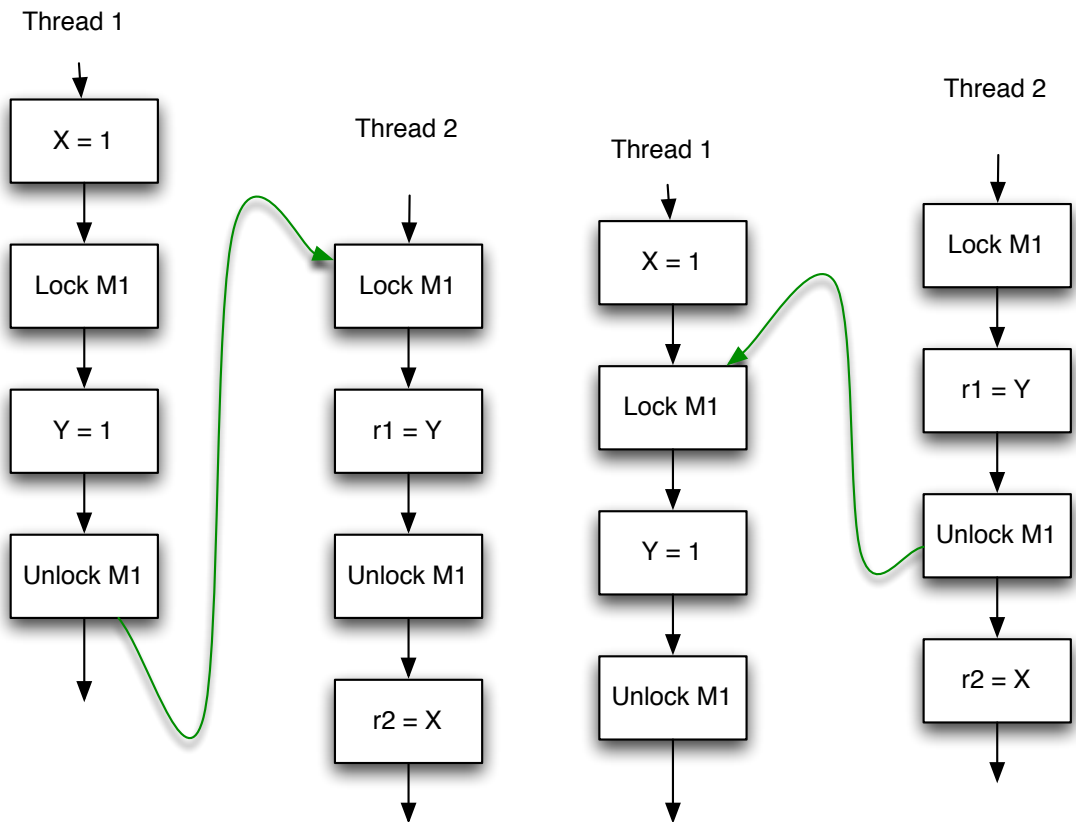 Thread 1
X = 1
Lock M1
Y = 1
Unlock M1
Thread 2
Lock M1
r1 = Y
Unlock M1
r2 = X
Thread 1
X = 1
Lock M1
Y = 1
Unlock M1
Thread 2
Lock M1
r1 = Y
Unlock M1
r2 = X